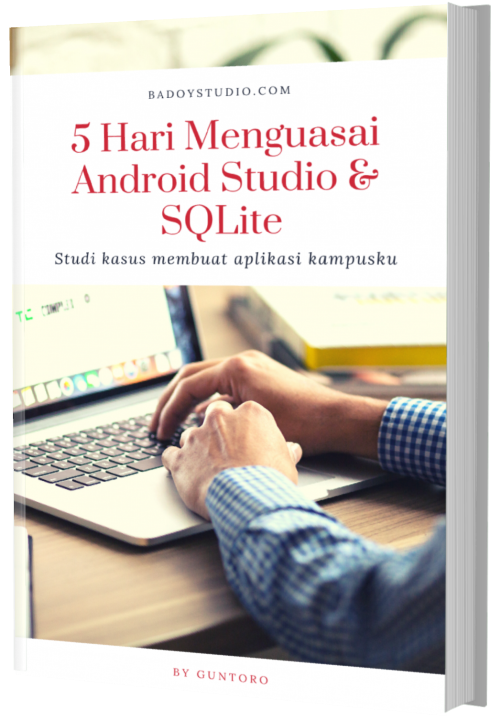 BADOYSTUDIO.COM
5 Hari Menguasai
Android Studio &
SQLite
Studi kasus membuat aplikasi kampusku
BY GUNTORO